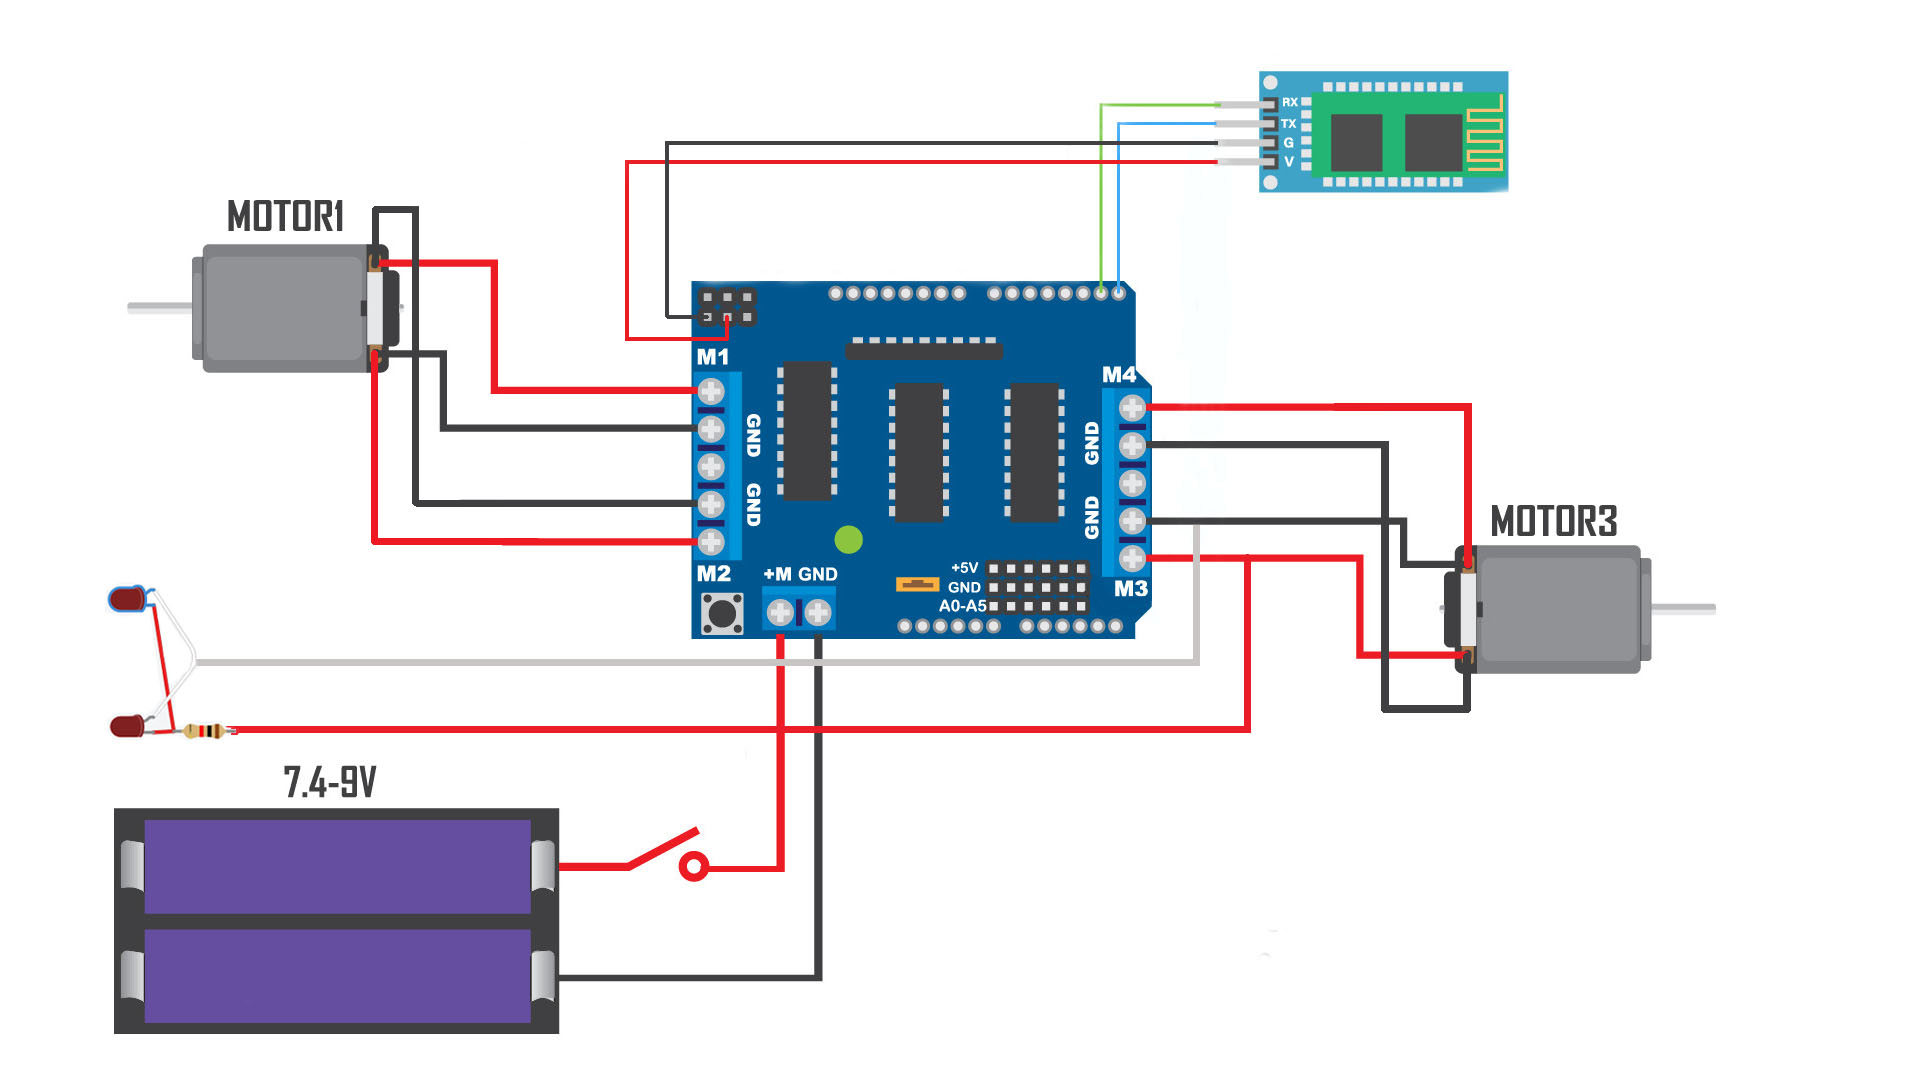 RX
TX
G
V
MOTOR1
M1
M4
GND
GND
GND
GND
MOTOR3
M2
+M GND
+5V
GND
A0-A5
M3
7.4-9V